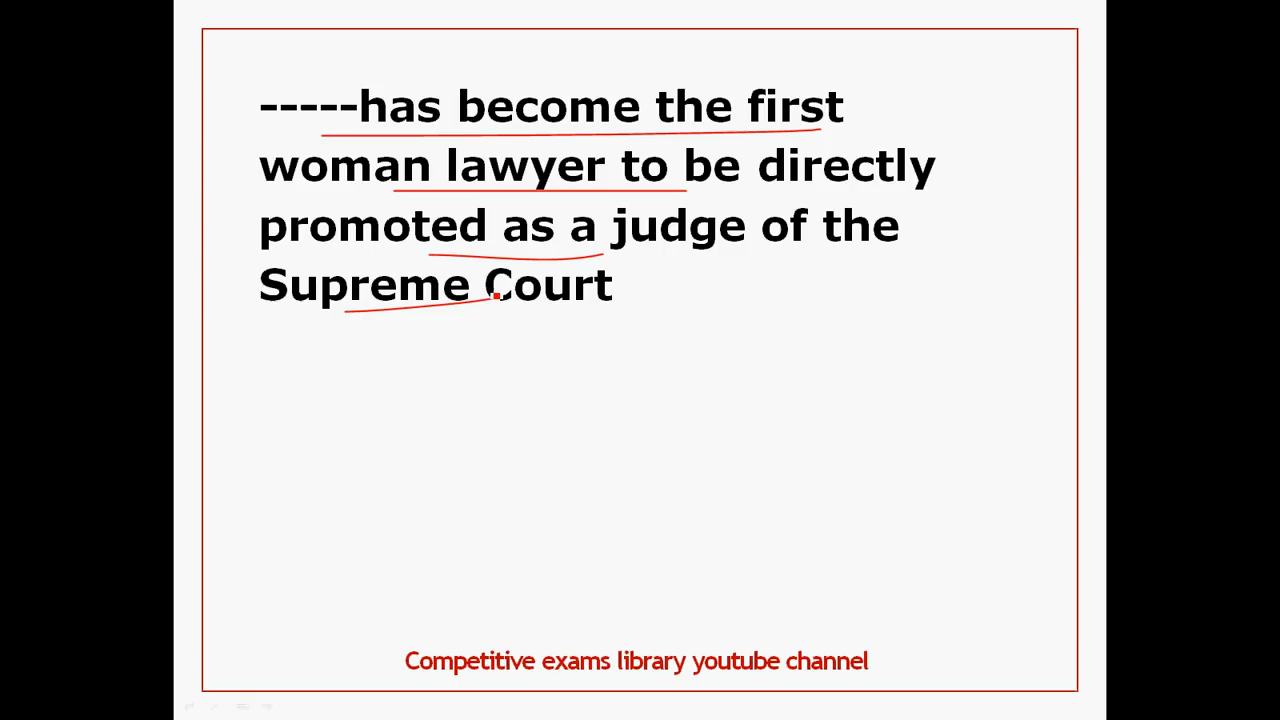 -----has become the first
woman lawyer to be directly
promoted as a judge of the
Supreme Court
Competitive exams library youtube channel